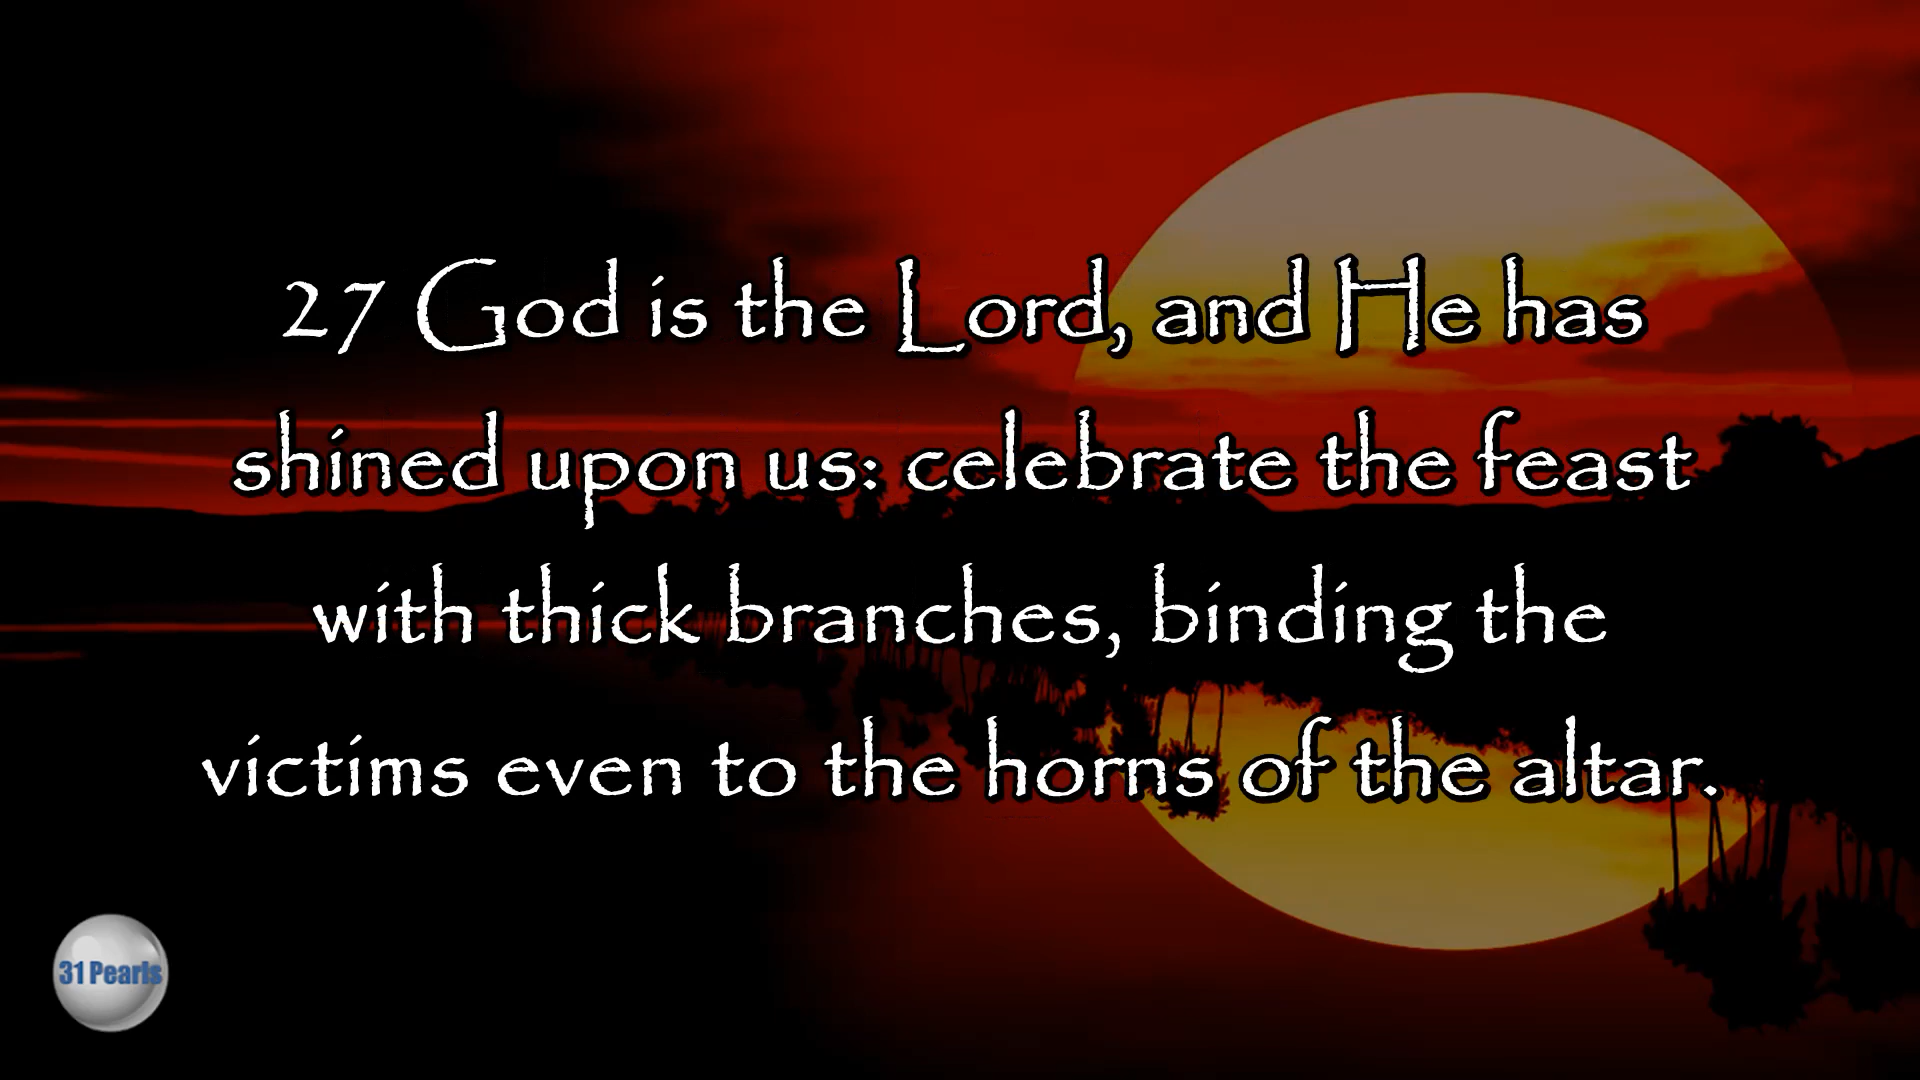 27 God is the Lord, and He has
shined upon us: celebrate the feast
with thick branches, binding the
victims even to the horns of the altar.
31 Pearls